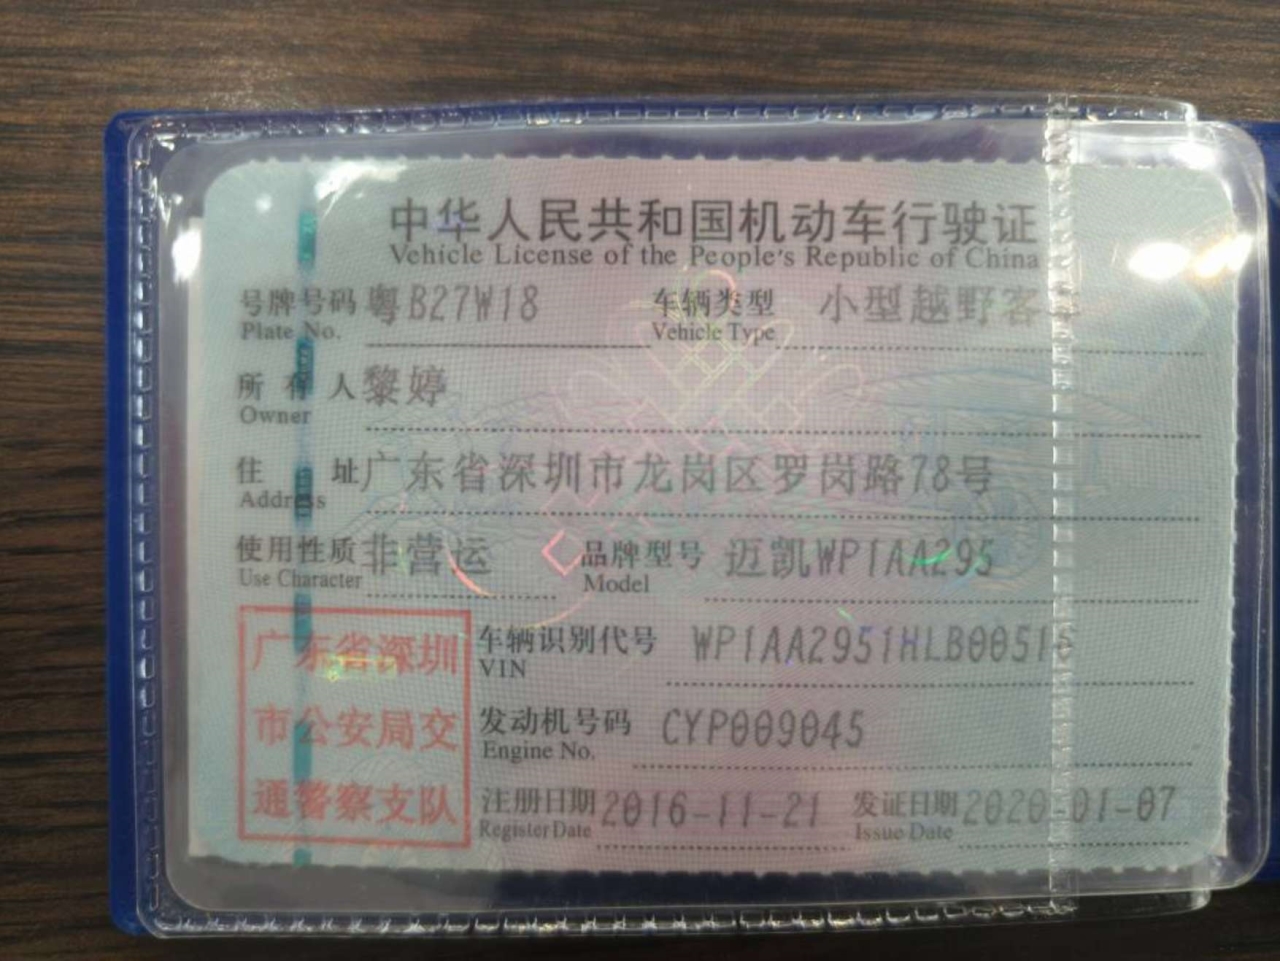 中华人民共和国机动车行驶证
Vehicle License of the People's Republic of China
号牌号码 粤B27W18 车辆类型 小型越野客
Plate No. Vehicle Type
所有人 黎婷
Owner
住址 广东省深圳市龙岗区罗岗路78号
Address
使用性质 非营运 品牌型号 迈凯WP1AA295
Use Character Model
广东省深圳
市公安局交
通警察支队
车辆识别代号
VIN
发动机号码 CYP009045
Engine No.
注册日期 2016-11-21 发证日期 2020-01-07
Register Date Issue Date